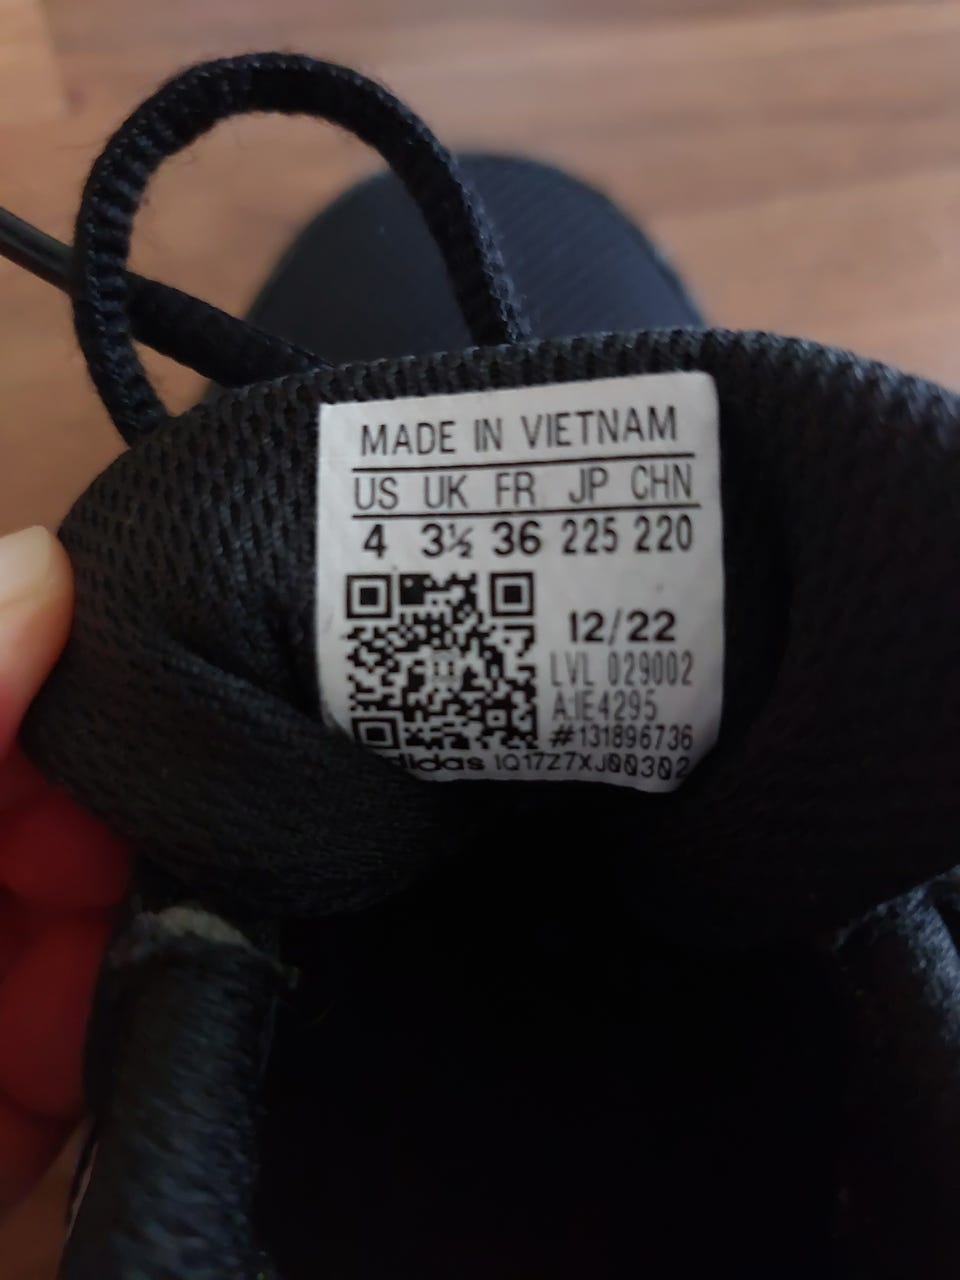 MADE IN VIETNAM
US UK FR JP CHN
4 3½ 36 225 220
12/22
LVL 029002
A:IE4295
#131896736
adidas IQ17Z7XJ00302